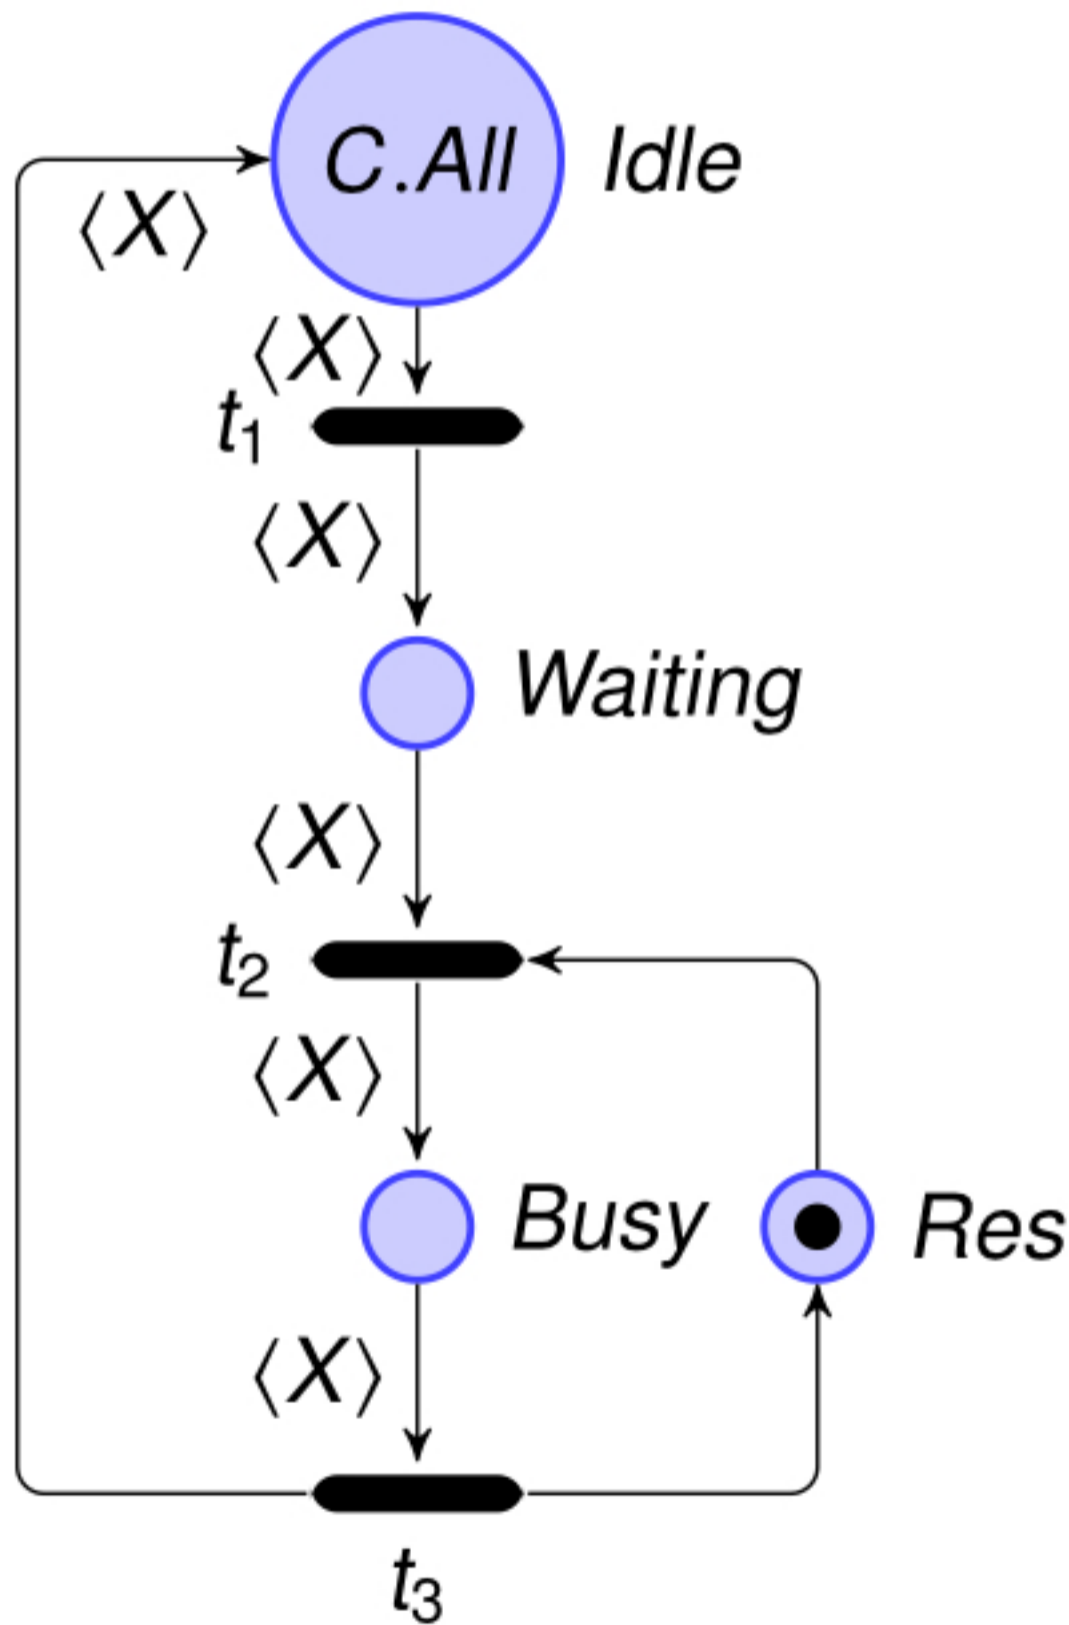 C.All Idle
⟨X⟩
⟨X⟩
t1
⟨X⟩
Waiting
⟨X⟩
t2
⟨X⟩
Busy
Res
⟨X⟩
t3